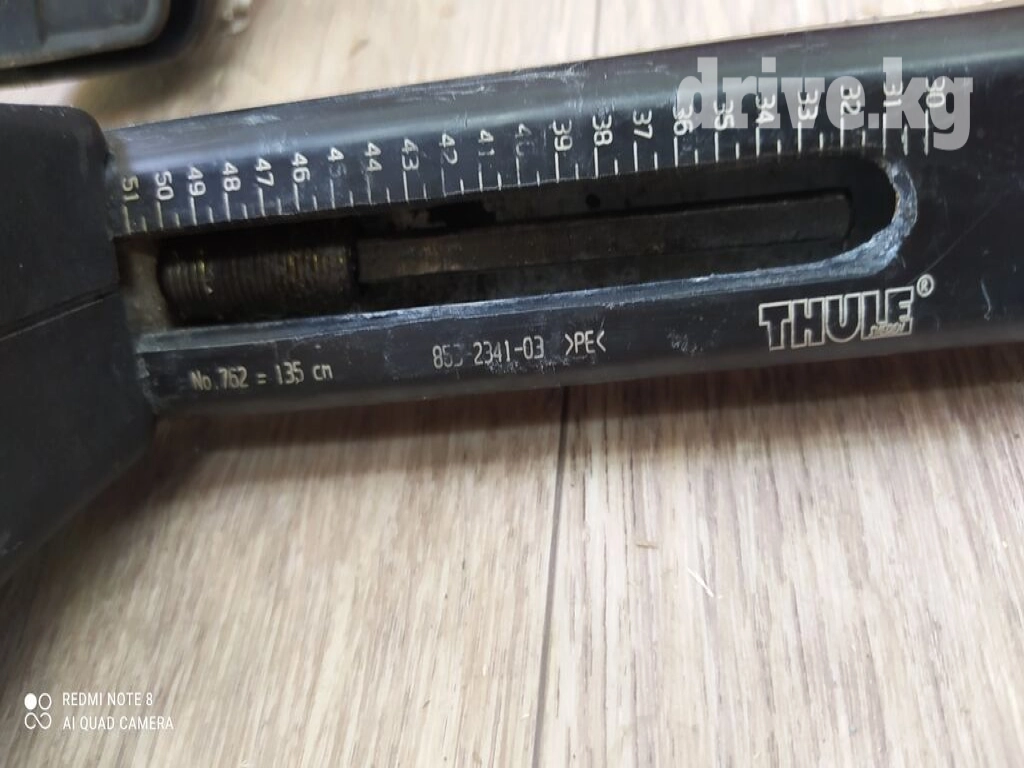 drive.kg
51 50 49 48 47 46 45 44 43 42 41 40 39 38 37 36 35 34 33 32 31 30
THULE®
No.762 = 135 cm
853-2341-03 >PE<
REDMI NOTE 8
AI QUAD CAMERA